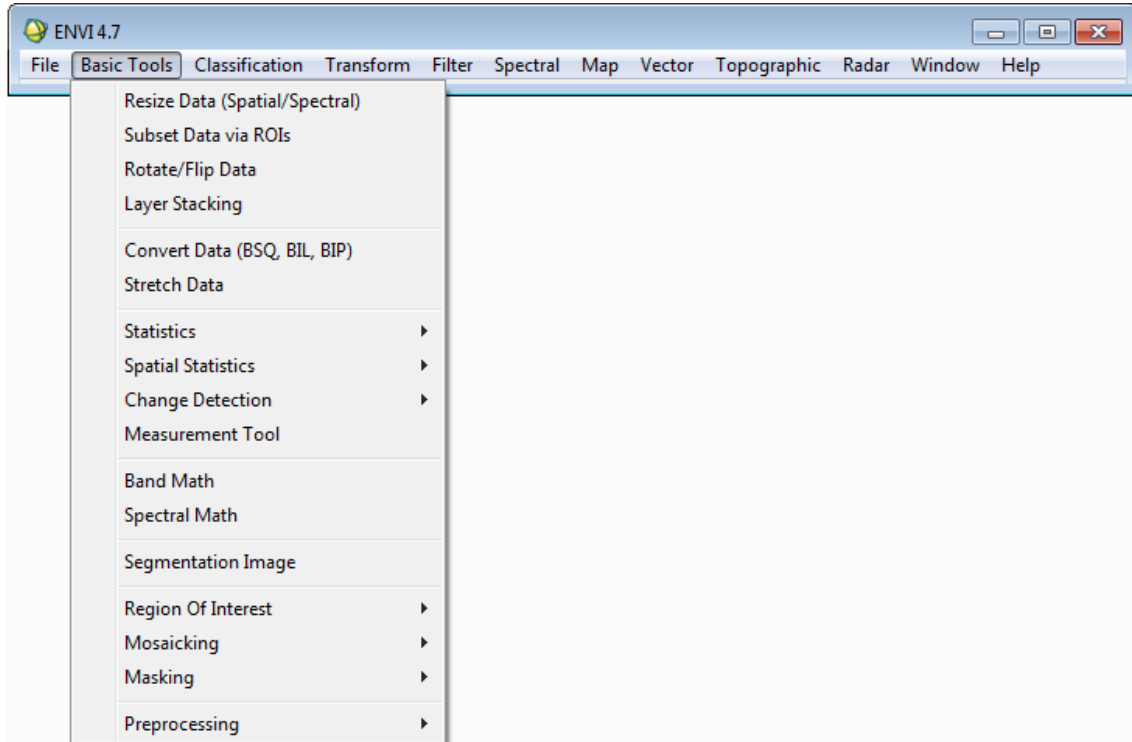 ENVI 4.7
File Basic Tools Classification Transform Filter Spectral Map Vector Topographic Radar Window Help
Resize Data (Spatial/Spectral)
Subset Data via ROIs
Rotate/Flip Data
Layer Stacking
Convert Data (BSQ, BIL, BIP)
Stretch Data
Statistics
Spatial Statistics
Change Detection
Measurement Tool
Band Math
Spectral Math
Segmentation Image
Region Of Interest
Mosaicking
Masking
Preprocessing